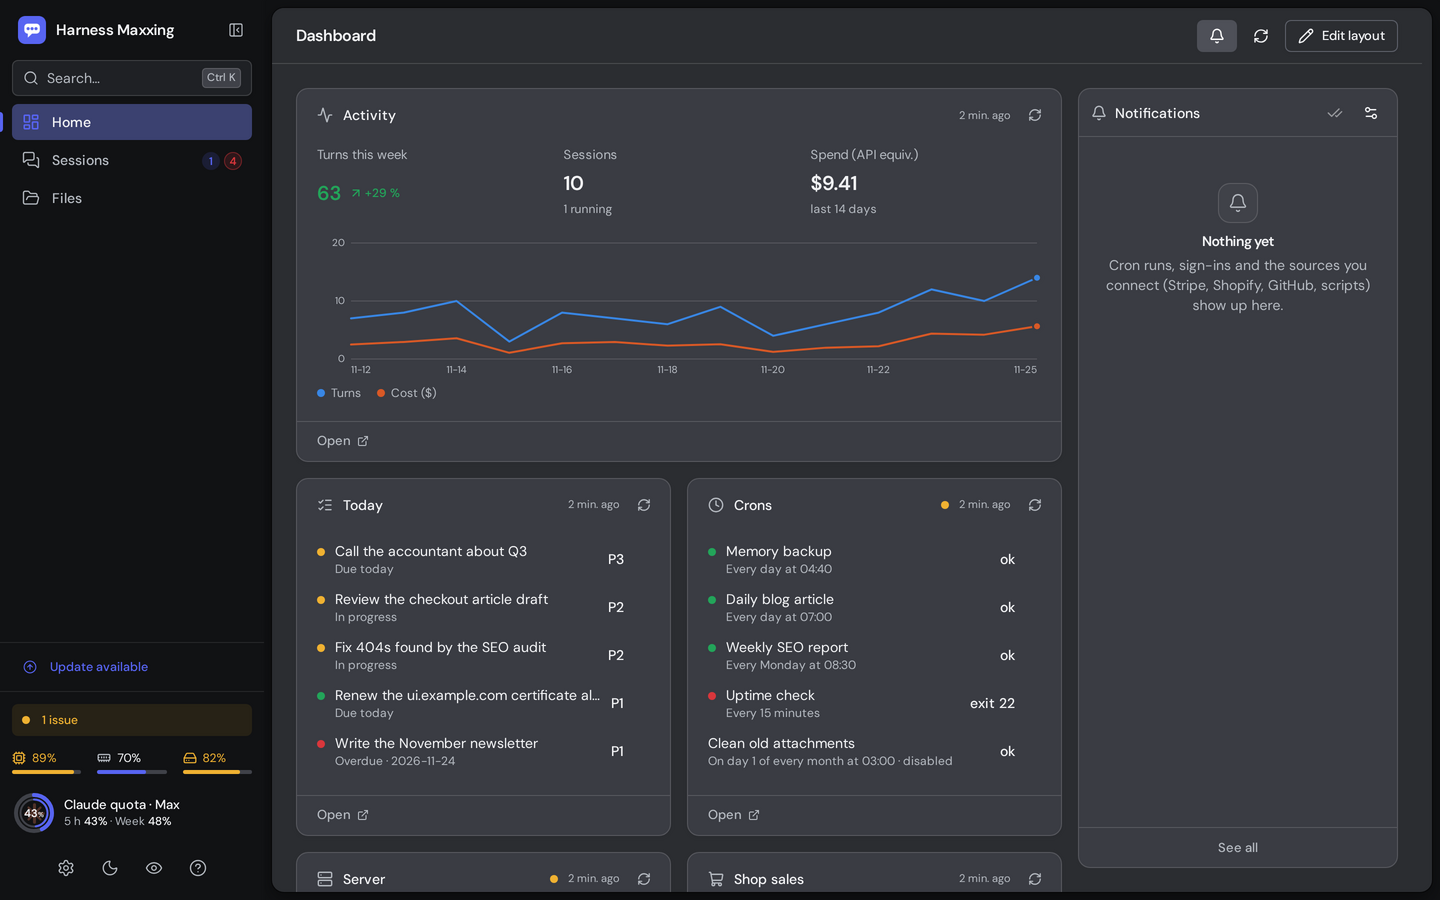 Harness Maxxing
Search...
Ctrl K
Home
Sessions
1
4
Files
Update available
1 issue
89%
70%
82%
43%
Claude quota · Max
5 h 43% · Week 48%
Dashboard
Edit layout
Activity
2 min. ago
Turns this week
63
+29 %
Sessions
10
1 running
Spend (API equiv.)
$9.41
last 14 days
20
10
0
11-12
11-14
11-16
11-18
11-20
11-22
11-25
Turns
Cost ($)
Open
Today
2 min. ago
Call the accountant about Q3
Due today
P3
Review the checkout article draft
In progress
P2
Fix 404s found by the SEO audit
In progress
P2
Renew the ui.example.com certificate al...
Due today
P1
Write the November newsletter
Overdue · 2026-11-24
P1
Open
Crons
2 min. ago
Memory backup
Every day at 04:40
ok
Daily blog article
Every day at 07:00
ok
Weekly SEO report
Every Monday at 08:30
ok
Uptime check
Every 15 minutes
exit 22
Clean old attachments
On day 1 of every month at 03:00 · disabled
ok
Open
Server
2 min. ago
Shop sales
2 min. ago
Notifications
Nothing yet
Cron runs, sign-ins and the sources you
connect (Stripe, Shopify, GitHub, scripts)
show up here.
See all